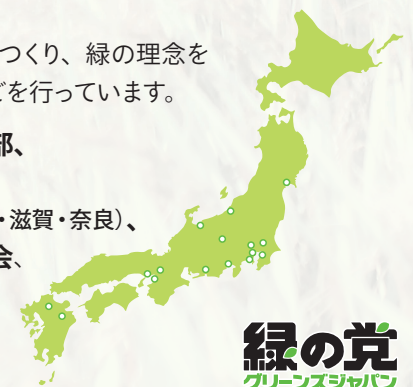 つくり、緑の理念を
どを行っています。
部、
・滋賀・奈良)、
会、
緑の党
グリーンズジャパン